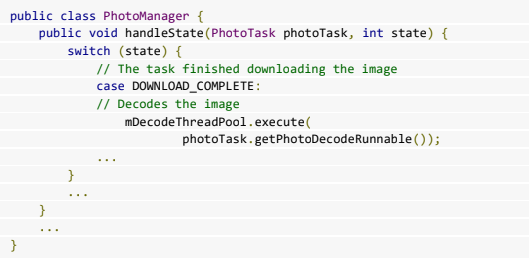 public class PhotoManager {
    public void handleState(PhotoTask photoTask, int state) {
        switch (state) {
            // The task finished downloading the image
            case DOWNLOAD_COMPLETE:
            // Decodes the image
                mDecodeThreadPool.execute(
                        photoTask.getPhotoDecodeRunnable());
            ...
        }
        ...
    }
    ...
}